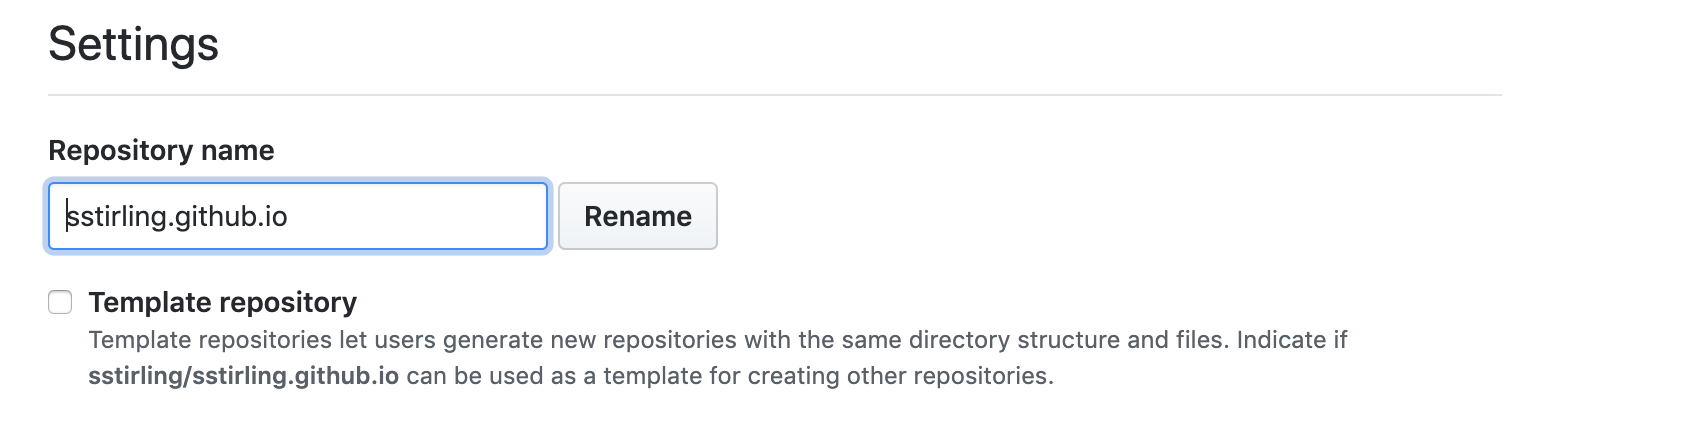 Settings
Repository name
sstirling.github.io
Rename
Template repository
Template repositories let users generate new repositories with the same directory structure and files. Indicate if
sstirling/sstirling.github.io can be used as a template for creating other repositories.